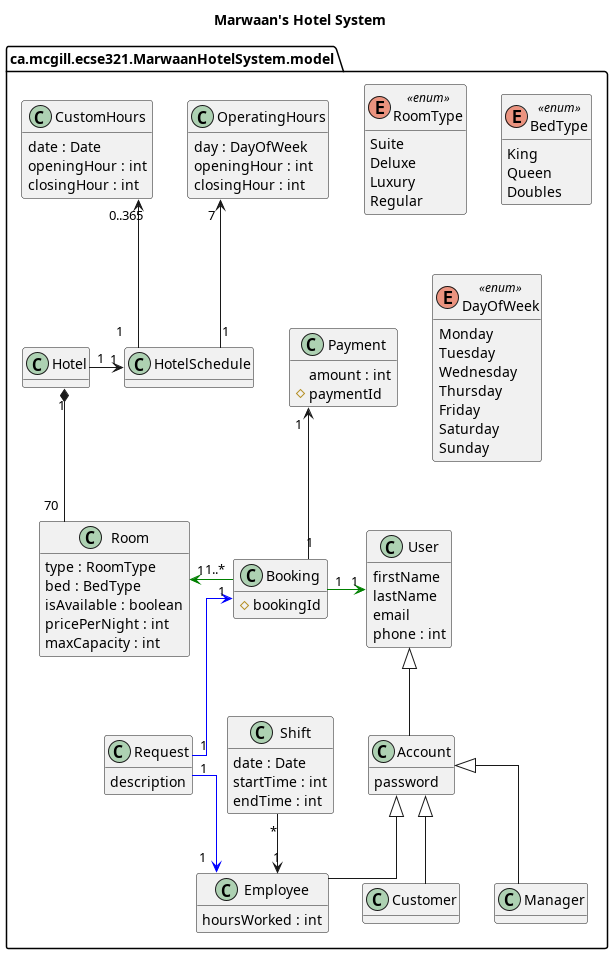 Marwaan's Hotel System
ca.mcgill.ecse321.MarwaanHotelSystem.model
C CustomHours
date : Date
openingHour : int
closingHour : int
C OperatingHours
day : DayOfWeek
openingHour : int
closingHour : int
E «enum»
RoomType
Suite
Deluxe
Luxury
Regular
E «enum»
BedType
King
Queen
Doubles
0..365
7
1
1
E «enum»
DayOfWeek
Monday
Tuesday
Wednesday
Thursday
Friday
Saturday
Sunday
C Hotel
1 1
C HotelSchedule
C Payment
amount : int
paymentId
1
1
70
1
C Room
type : RoomType
bed : BedType
isAvailable : boolean
pricePerNight : int
maxCapacity : int
1 1..*
C Booking
bookingId
1 1
1
C User
firstName
lastName
email
phone : int
C Request
description
1
1
C Shift
date : Date
startTime : int
endTime : int
C Account
password
*
1
1
C Employee
hoursWorked : int
C Customer
C Manager